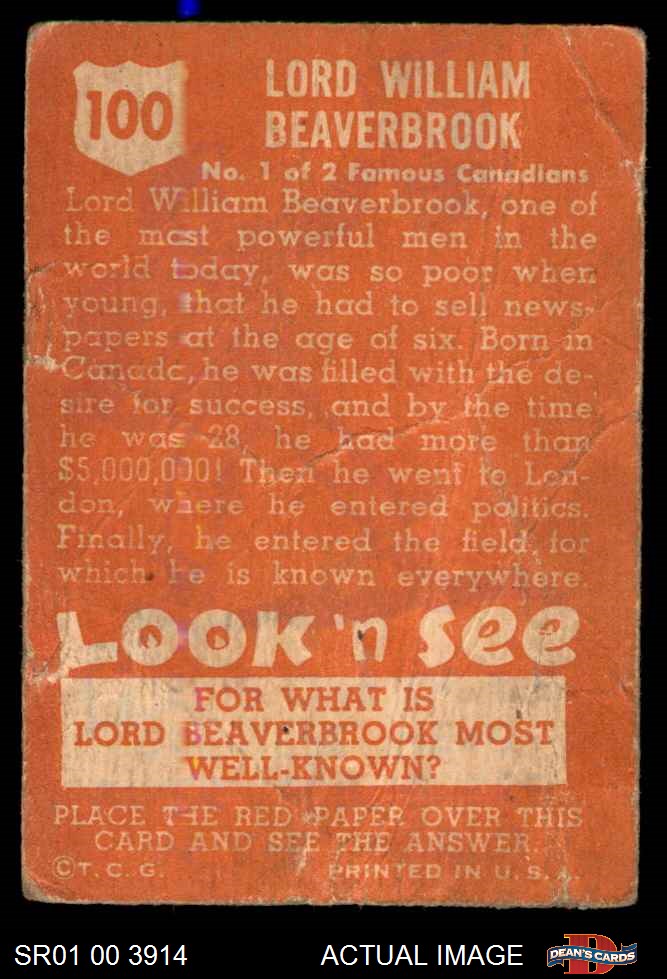 100
LORD WILLIAM
BEAVERBROOK
No. 1 of 2 Famous Canadians
Lord William Beaverbrook, one of
the most powerful men in the
world today, was so poor when
young, that he had to sell news-
papers at the age of six. Born in
Canada, he was filled with the de-
sire for success, and by the time
he was 28, he had more than
$5,000,000! Then he went to Lon-
don, where he entered politics.
Finally, he entered the field, for
which he is known everywhere.
LOOK 'n SEE
FOR WHAT IS
LORD BEAVERBROOK MOST
WELL-KNOWN?
PLACE THE RED PAPER OVER THIS
CARD AND SEE THE ANSWER.
©T. C. G. PRINTED IN U. S. A.
SR01 00 3914 ACTUAL IMAGE DEAN'S CARDS